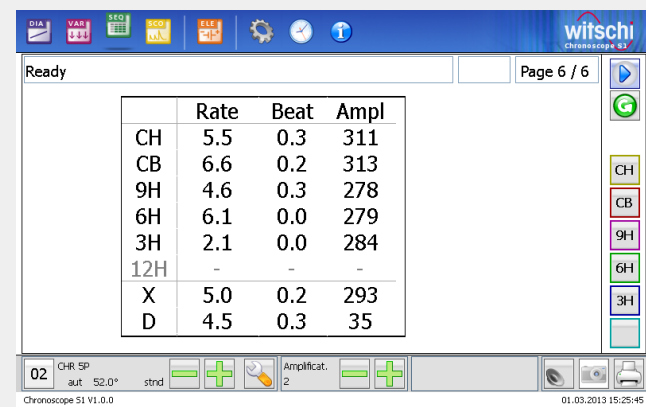 DIA VAR SEQ SCO ELE
witschi
Chronoscope S1
Ready Page 6 / 6
Rate Beat Ampl
CH 5.5 0.3 311
CB 6.6 0.2 313
9H 4.6 0.3 278
6H 6.1 0.0 279
3H 2.1 0.0 284
12H - - -
X 5.0 0.2 293
D 4.5 0.3 35
G
CH
CB
9H
6H
3H
02 CHR 5P Amplificat.
aut 52.0° stnd 2
Chronoscope S1 V1.0.0 01.03.2013 15:25:45